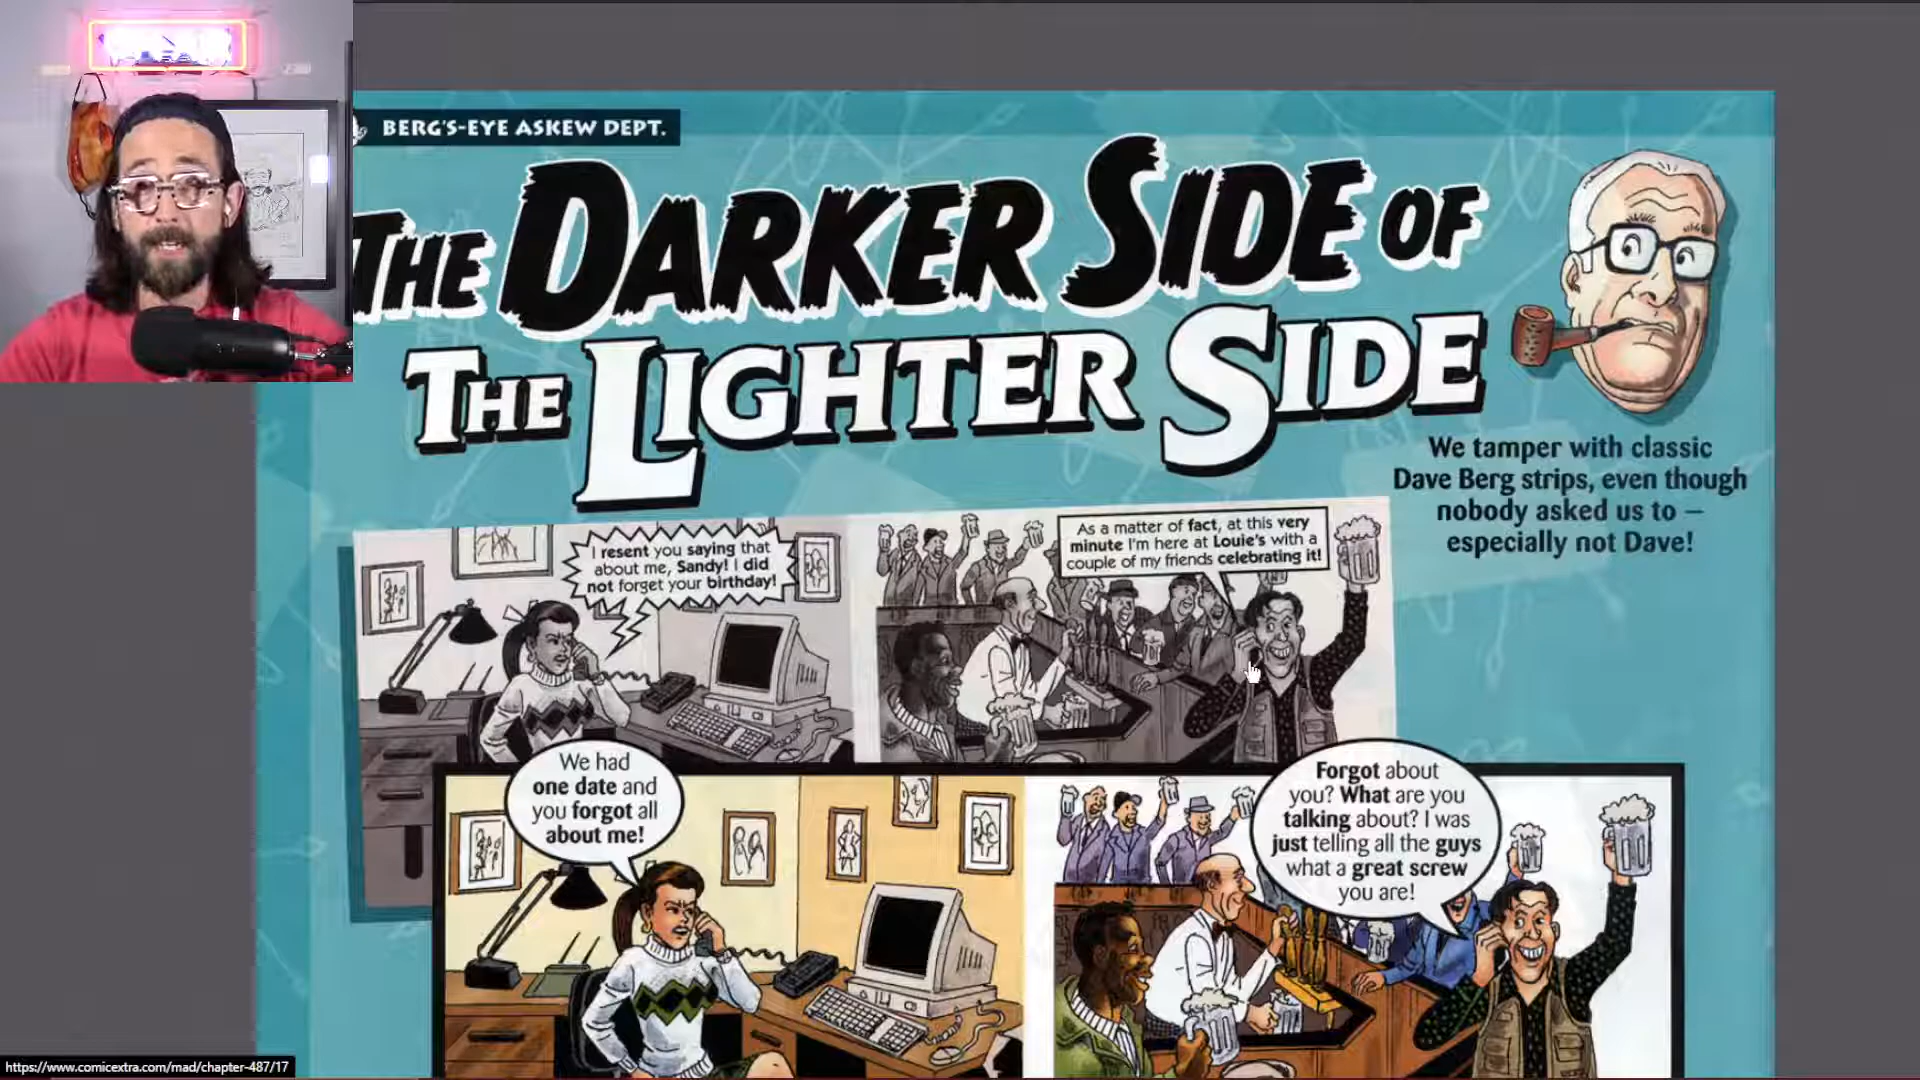 BERG'S-EYE ASKEW DEPT.
THE DARKER SIDE OF
THE LIGHTER SIDE
We tamper with classic
Dave Berg strips, even though
nobody asked us to —
especially not Dave!
I resent you saying that
about me, Sandy! I did
not forget your birthday!
As a matter of fact, at this very
minute I'm here at Louie's with a
couple of my friends celebrating it!
We had
one date and
you forgot all
about me!
Forgot about
you? What are you
talking about? I was
just telling all the guys
what a great screw
you are!
https://www.comicextra.com/mad/chapter-487/17